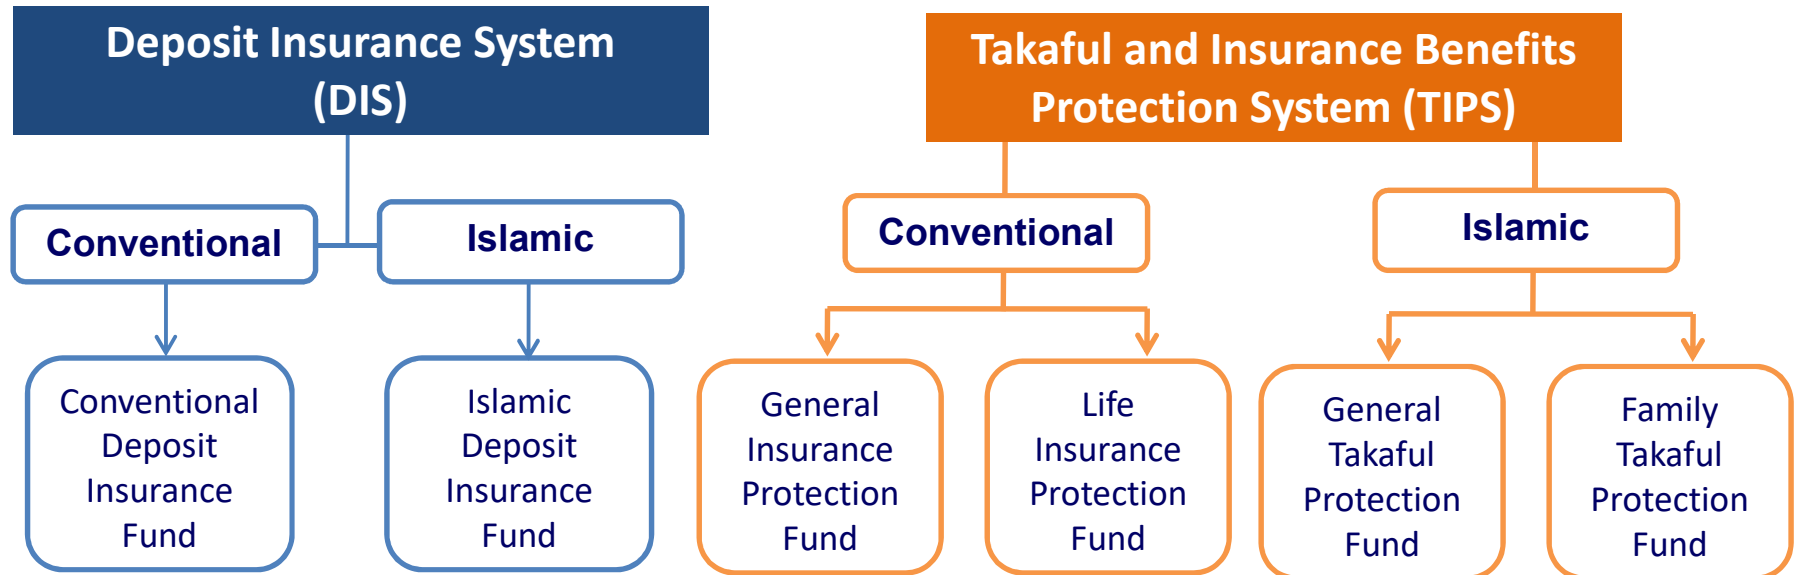 Deposit Insurance System
(DIS)
Takaful and Insurance Benefits
Protection System (TIPS)
Conventional
Islamic
Conventional
Islamic
Conventional
Deposit
Insurance
Fund
Islamic
Deposit
Insurance
Fund
General
Insurance
Protection
Fund
Life
Insurance
Protection
Fund
General
Takaful
Protection
Fund
Family
Takaful
Protection
Fund